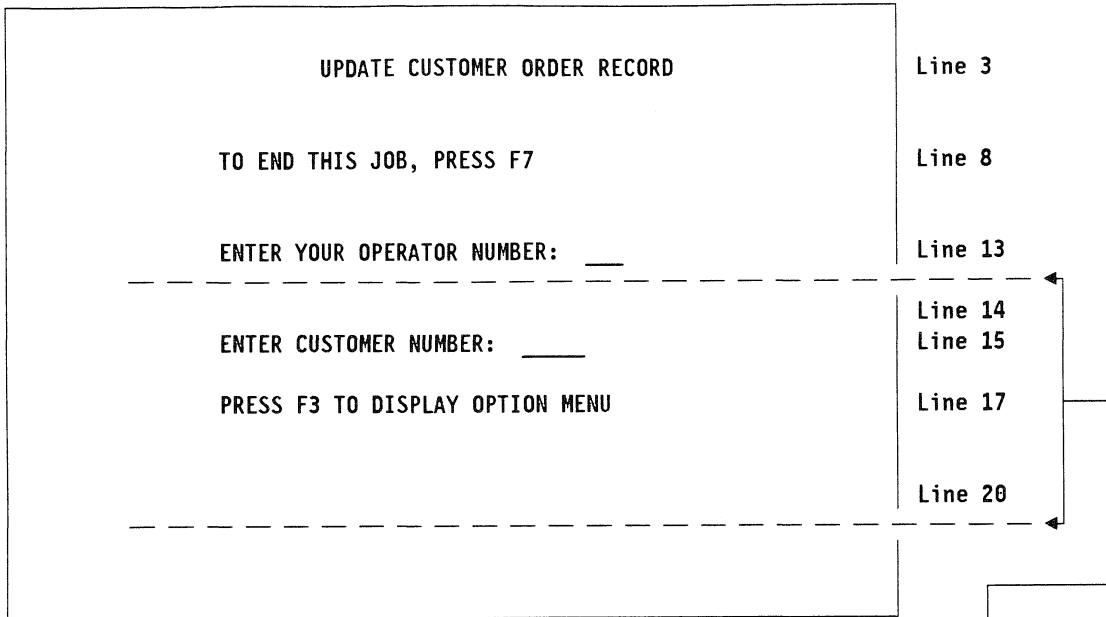 UPDATE CUSTOMER ORDER RECORD Line 3
TO END THIS JOB, PRESS F7 Line 8
ENTER YOUR OPERATOR NUMBER: ___ Line 13
Line 14
ENTER CUSTOMER NUMBER: _____ Line 15
PRESS F3 TO DISPLAY OPTION MENU Line 17
Line 20